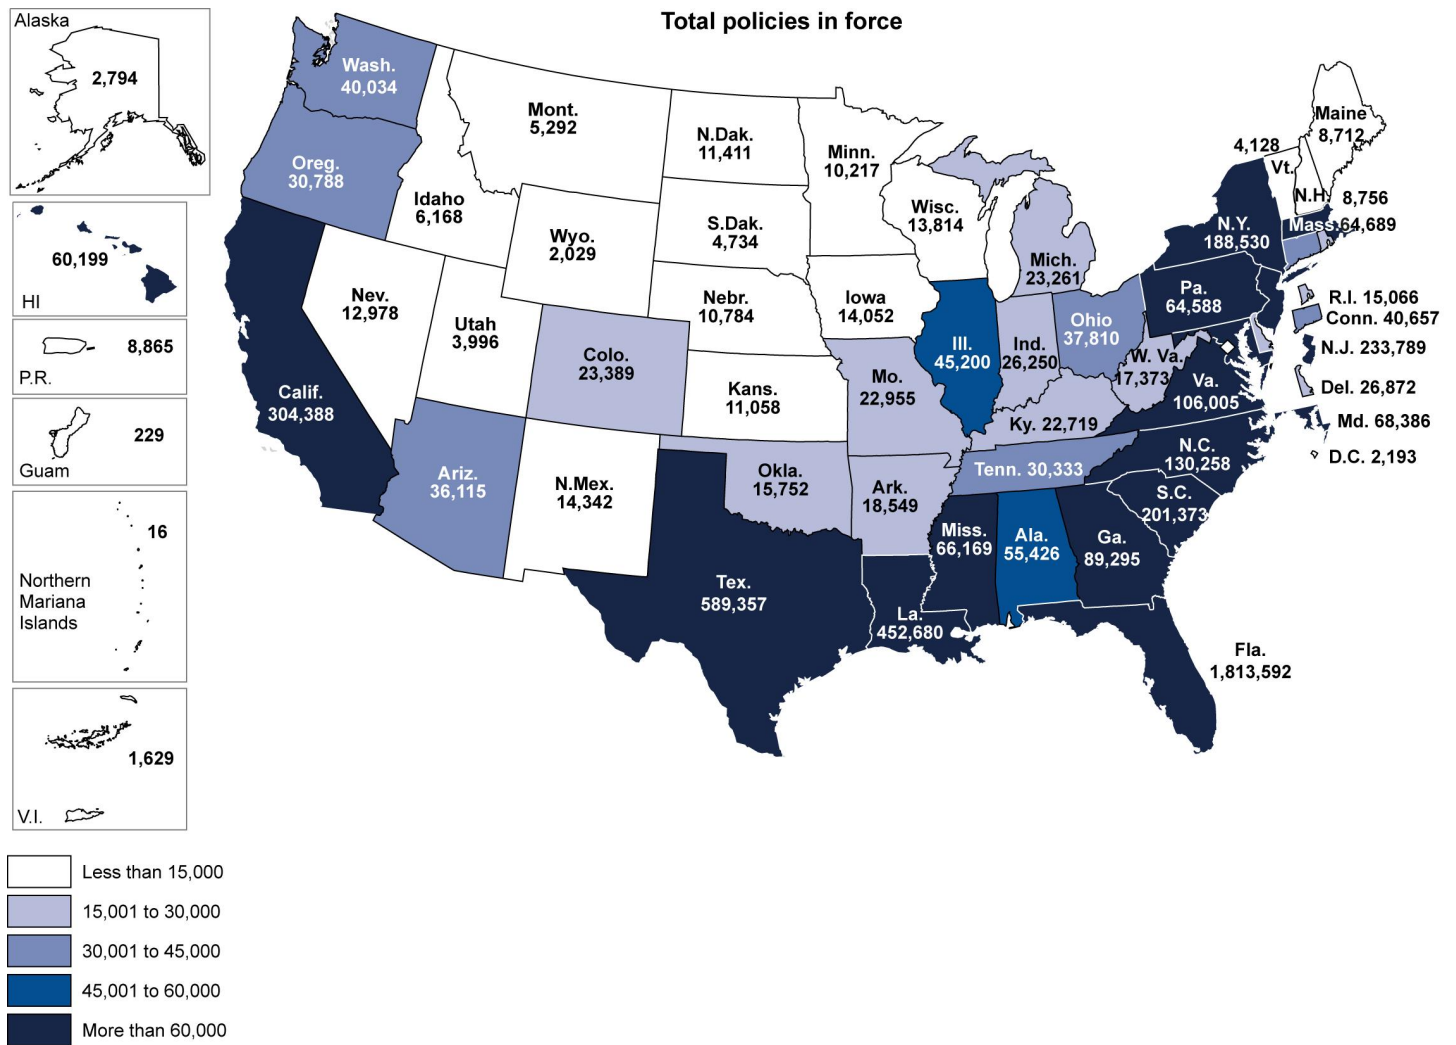 Total policies in force
Alaska
2,794
60,199
HI
8,865
P.R.
229
Guam
16
Northern
Mariana
Islands
1,629
V.I.
Wash.
40,034
Oreg.
30,788
Calif.
304,388
Nev.
12,978
Idaho
6,168
Mont.
5,292
Wyo.
2,029
Utah
3,996
Colo.
23,389
Ariz.
36,115
N.Mex.
14,342
N.Dak.
11,411
S.Dak.
4,734
Nebr.
10,784
Kans.
11,058
Okla.
15,752
Tex.
589,357
Minn.
10,217
Iowa
14,052
Mo.
22,955
Ark.
18,549
La.
452,680
Wisc.
13,814
Ill.
45,200
Mich.
23,261
Ind.
26,250
Ohio
37,810
Ky. 22,719
Tenn. 30,333
Miss.
66,169
Ala.
55,426
Ga.
89,295
Fla.
1,813,592
S.C.
201,373
N.C.
130,258
Va.
106,005
W. Va.
17,373
Pa.
64,588
N.Y.
188,530
4,128
Vt.
N.H.
8,756
Maine
8,712
Mass.64,689
R.I. 15,066
Conn. 40,657
N.J. 233,789
Del. 26,872
Md. 68,386
D.C. 2,193
Less than 15,000
15,001 to 30,000
30,001 to 45,000
45,001 to 60,000
More than 60,000